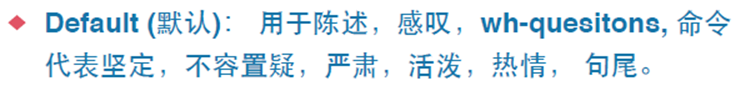 ◆ Default (默认): 用于陈述，感叹，wh-quesitons, 命令
代表坚定，不容置疑，严肃，活泼，热情， 句尾。